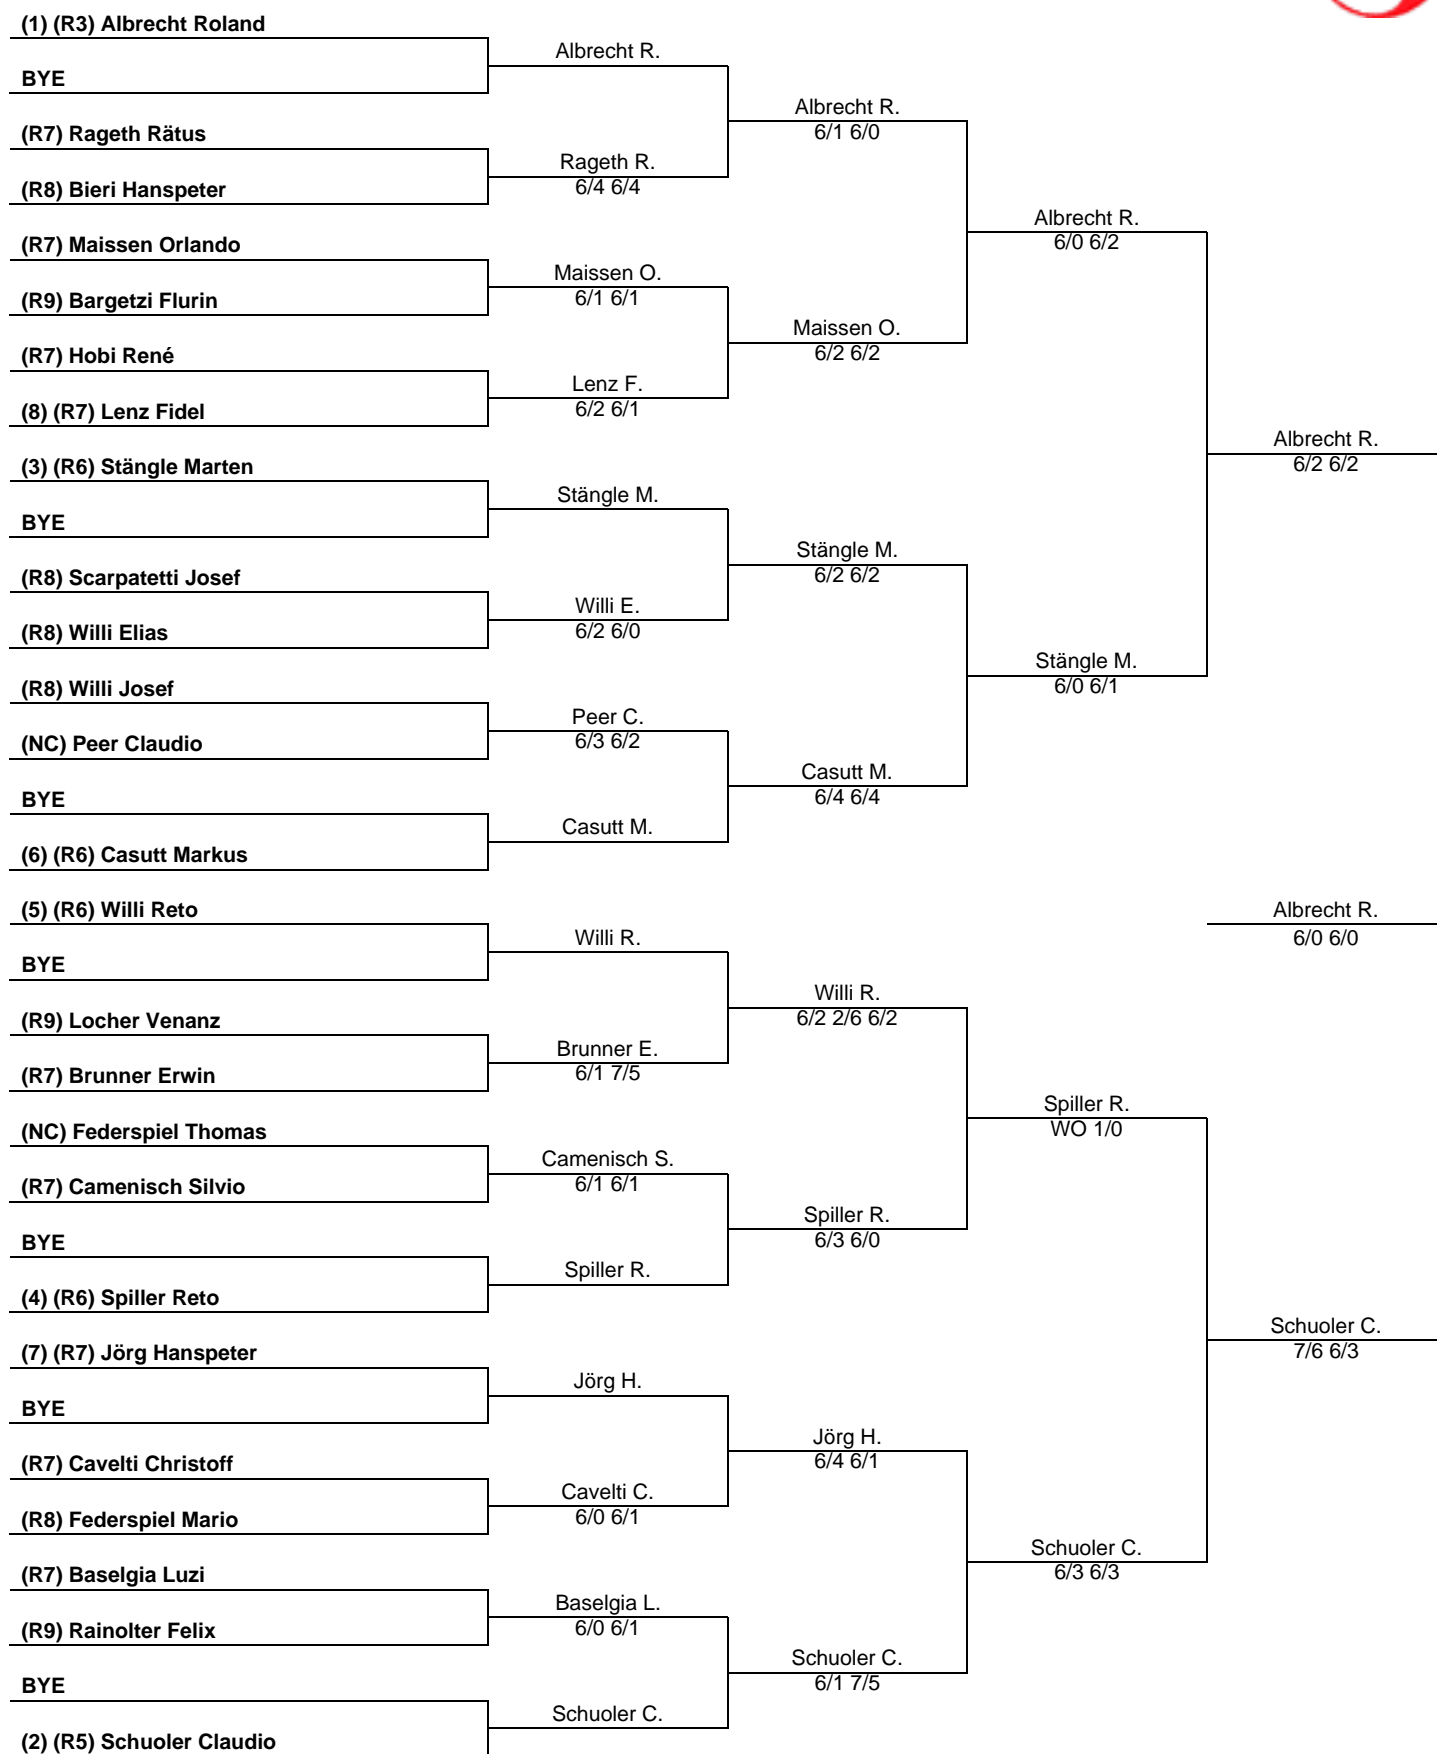 (1) (R3) Albrecht Roland
Albrecht R.
BYE
Albrecht R.
6/1 6/0
(R7) Rageth Rätus
Rageth R.
6/4 6/4
(R8) Bieri Hanspeter
Albrecht R.
6/0 6/2
(R7) Maissen Orlando
Maissen O.
6/1 6/1
(R9) Bargetzi Flurin
Maissen O.
6/2 6/2
(R7) Hobi René
Lenz F.
6/2 6/1
(8) (R7) Lenz Fidel
Albrecht R.
6/2 6/2
(3) (R6) Stängle Marten
Stängle M.
BYE
Stängle M.
6/2 6/2
(R8) Scarpatetti Josef
Willi E.
6/2 6/0
(R8) Willi Elias
Stängle M.
6/0 6/1
(R8) Willi Josef
Peer C.
6/3 6/2
(NC) Peer Claudio
Casutt M.
6/4 6/4
BYE
Casutt M.
(6) (R6) Casutt Markus
(5) (R6) Willi Reto
Albrecht R.
6/0 6/0
Willi R.
BYE
Willi R.
6/2 2/6 6/2
(R9) Locher Venanz
Brunner E.
6/1 7/5
(R7) Brunner Erwin
Spiller R.
WO 1/0
(NC) Federspiel Thomas
Camenisch S.
6/1 6/1
(R7) Camenisch Silvio
Spiller R.
6/3 6/0
BYE
Spiller R.
(4) (R6) Spiller Reto
Schuoler C.
7/6 6/3
(7) (R7) Jörg Hanspeter
Jörg H.
BYE
Jörg H.
6/4 6/1
(R7) Cavelti Christoff
Cavelti C.
6/0 6/1
(R8) Federspiel Mario
Schuoler C.
6/3 6/3
(R7) Baselgia Luzi
Baselgia L.
6/0 6/1
(R9) Rainolter Felix
Schuoler C.
6/1 7/5
BYE
Schuoler C.
(2) (R5) Schuoler Claudio